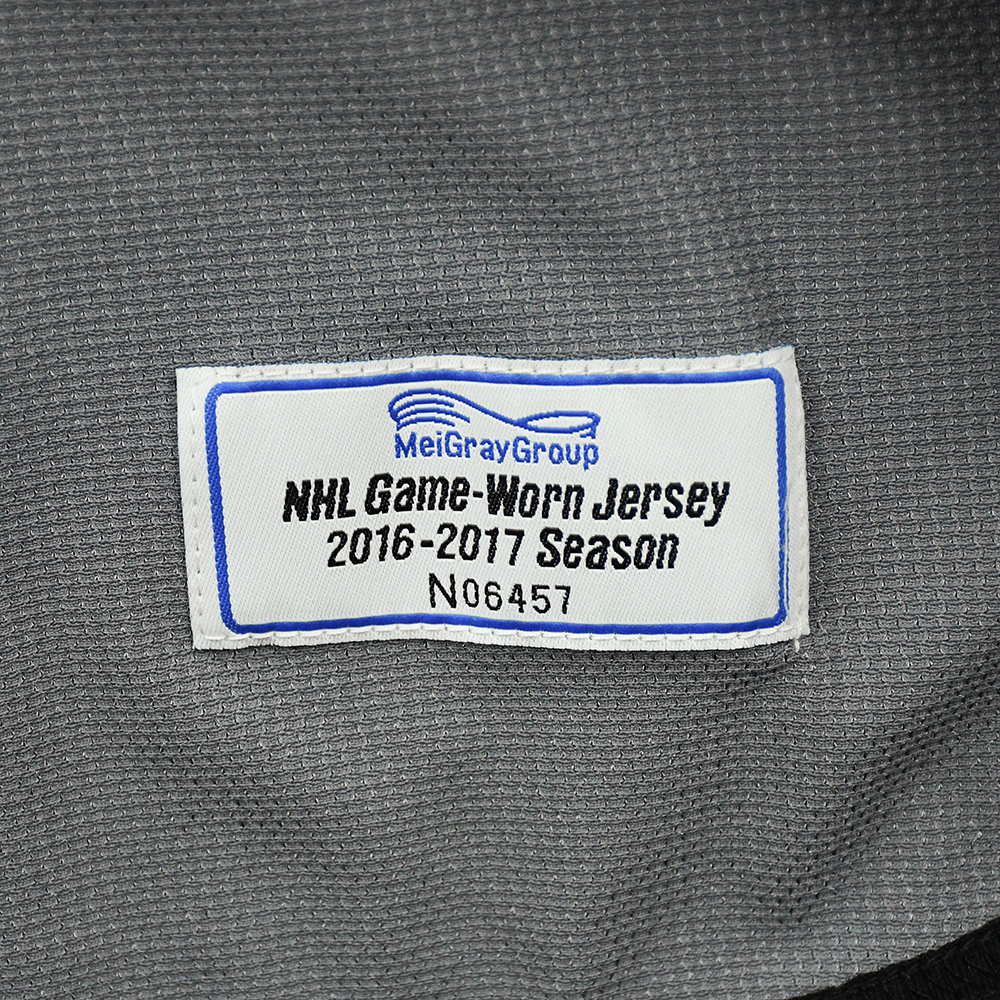 MeiGrayGroup
NHL Game-Worn Jersey
2016-2017 Season
N06457